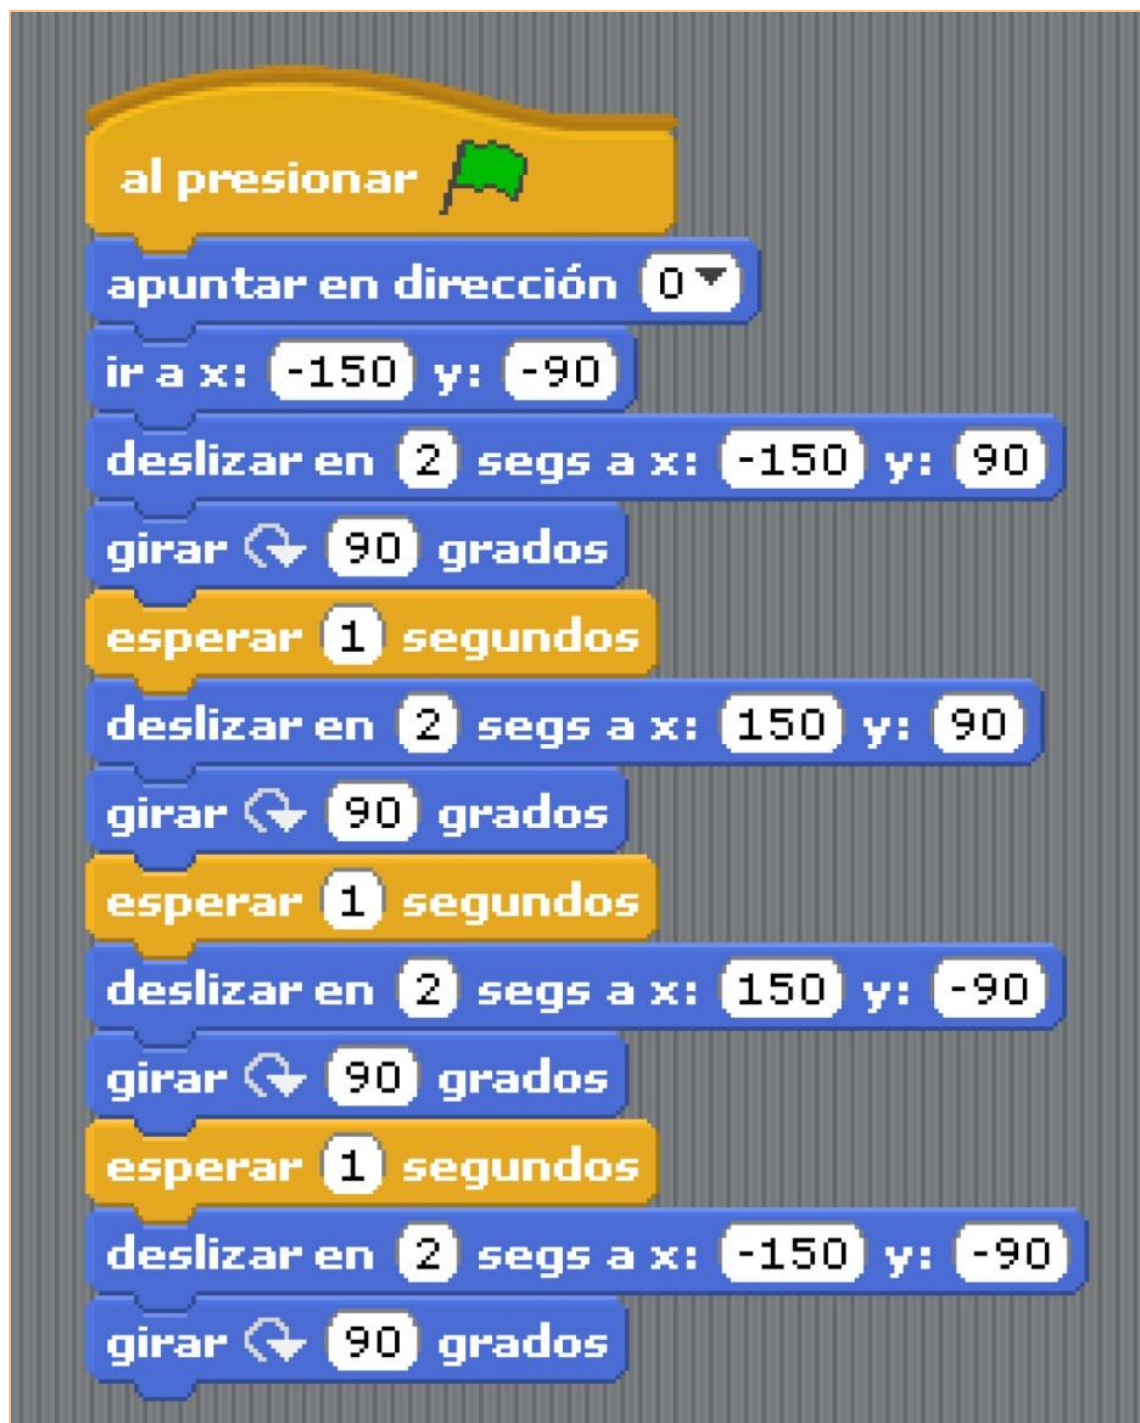 al presionar
apuntar en dirección 0
ir a x: -150 y: -90
deslizar en 2 segs a x: -150 y: 90
girar 90 grados
esperar 1 segundos
deslizar en 2 segs a x: 150 y: 90
girar 90 grados
esperar 1 segundos
deslizar en 2 segs a x: 150 y: -90
girar 90 grados
esperar 1 segundos
deslizar en 2 segs a x: -150 y: -90
girar 90 grados